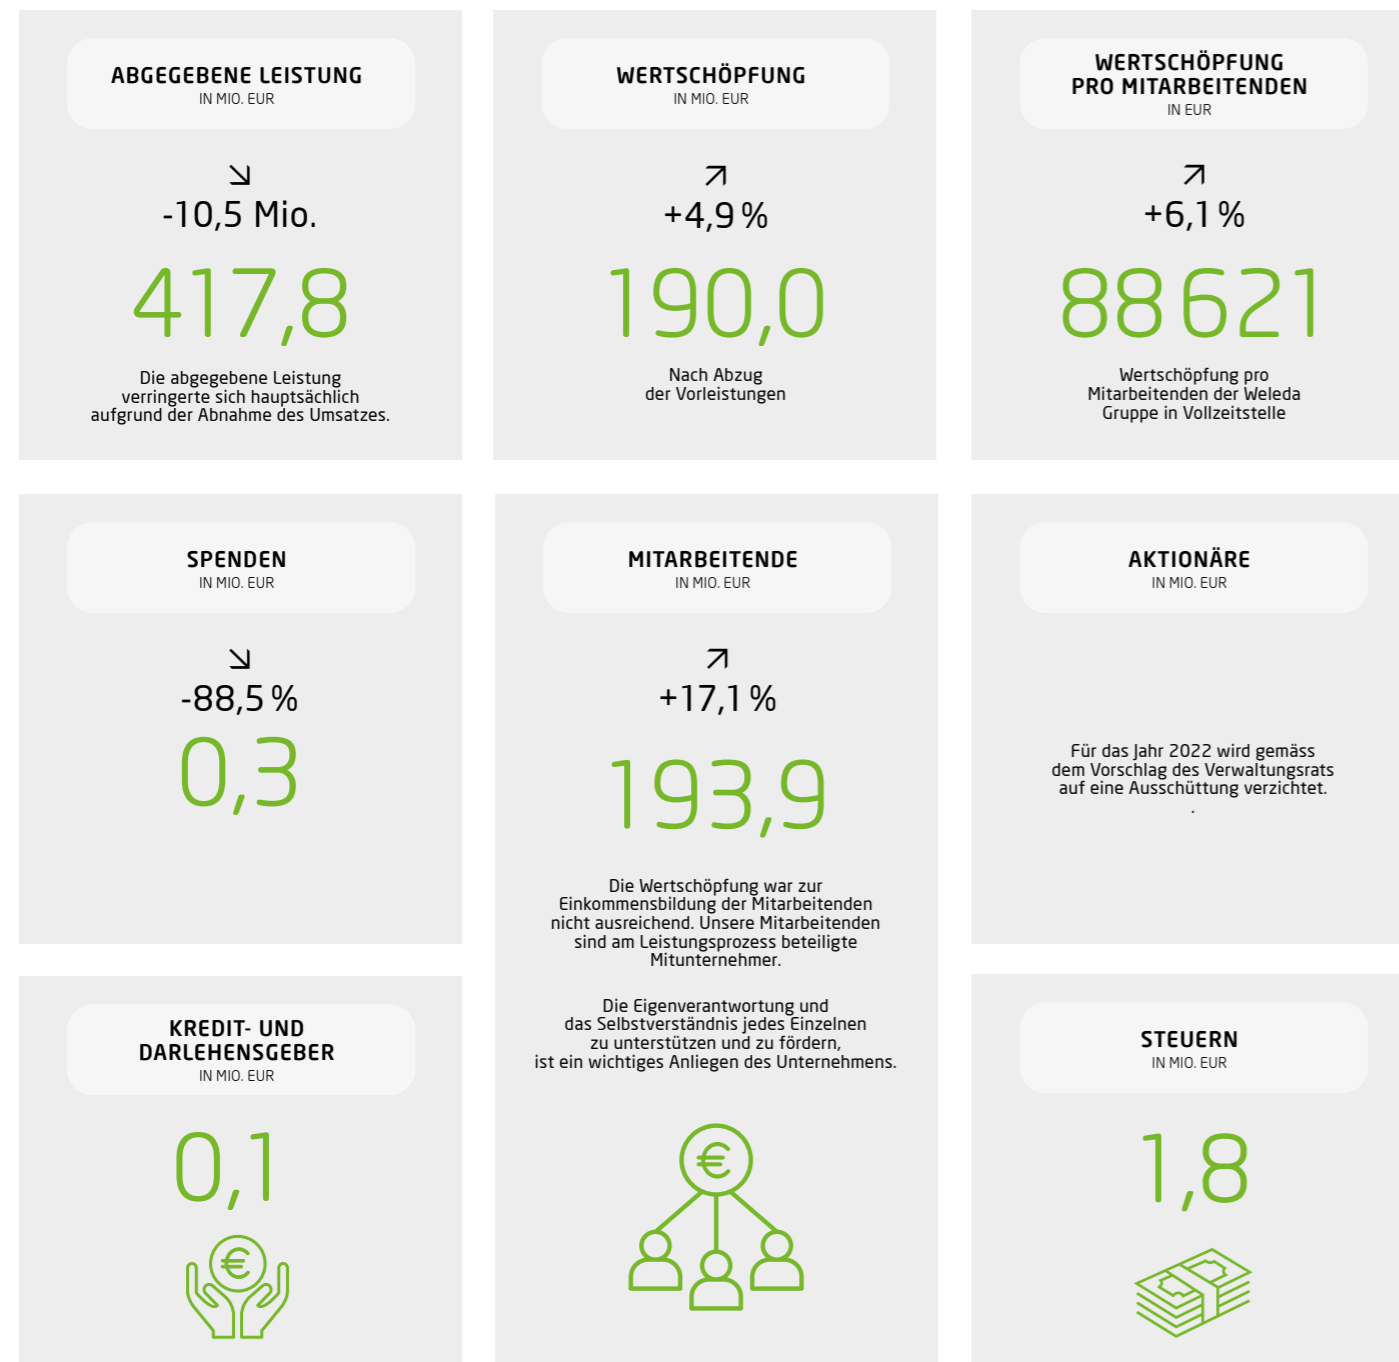 ABGEGEBENE LEISTUNG
IN MIO. EUR
-10,5 Mio.
417,8
Die abgegebene Leistung
verringerte sich hauptsächlich
aufgrund der Abnahme des Umsatzes.
WERTSCHÖPFUNG
IN MIO. EUR
+4,9 %
190,0
Nach Abzug
der Vorleistungen
WERTSCHÖPFUNG
PRO MITARBEITENDEN
IN EUR
+6,1 %
88 621
Wertschöpfung pro
Mitarbeitenden der Weleda
Gruppe in Vollzeitstelle
SPENDEN
IN MIO. EUR
-88,5 %
0,3
MITARBEITENDE
IN MIO. EUR
+17,1 %
193,9
Die Wertschöpfung war zur
Einkommensbildung der Mitarbeitenden
nicht ausreichend. Unsere Mitarbeitenden
sind am Leistungsprozess beteiligte
Mitunternehmer.
Die Eigenverantwortung und
das Selbstverständnis jedes Einzelnen
zu unterstützen und zu fördern,
ist ein wichtiges Anliegen des Unternehmens.
€
AKTIONÄRE
IN MIO. EUR
Für das Jahr 2022 wird gemäss
dem Vorschlag des Verwaltungsrats
auf eine Ausschüttung verzichtet.
.
KREDIT- UND
DARLEHENSGEBER
IN MIO. EUR
0,1
€
STEUERN
IN MIO. EUR
1,8